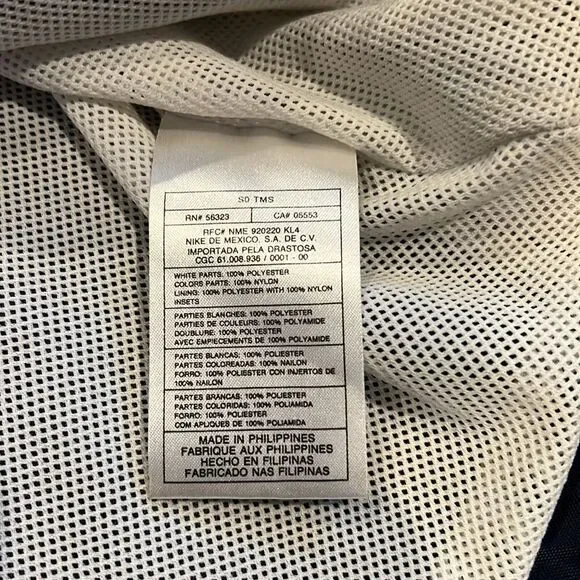 SO TMS
RN# 56323 CA# 05553
RFC# NME 920220 KL4
NIKE DE MEXICO, S.A. DE C.V.
IMPORTADA PELA DRASTOSA
CGC 61.008.936 / 0001 - 00
WHITE PARTS: 100% POLYESTER
COLORS PARTS: 100% NYLON
LINING: 100% POLYESTER WITH 100% NYLON
INSETS
PARTIES BLANCHES: 100% POLYESTER
PARTIES DE COULEURS: 100% POLYAMIDE
DOUBLURE: 100% POLYESTER
AVEC EMPIECEMENTS DE 100% POLYAMIDE
PARTES BLANCAS: 100% POLIESTER
PARTES COLOREADAS: 100% NAILON
FORRO: 100% POLIESTER CON INJERTOS DE
100% NAILON
PARTES BRANCAS: 100% POLIESTER
PARTES COLORIDAS: 100% POLIAMIDA
FORRO: 100% POLIESTER
COM APLIQUES DE 100% POLIAMIDA
MADE IN PHILIPPINES
FABRIQUE AUX PHILIPPINES
HECHO EN FILIPINAS
FABRICADO NAS FILIPINAS